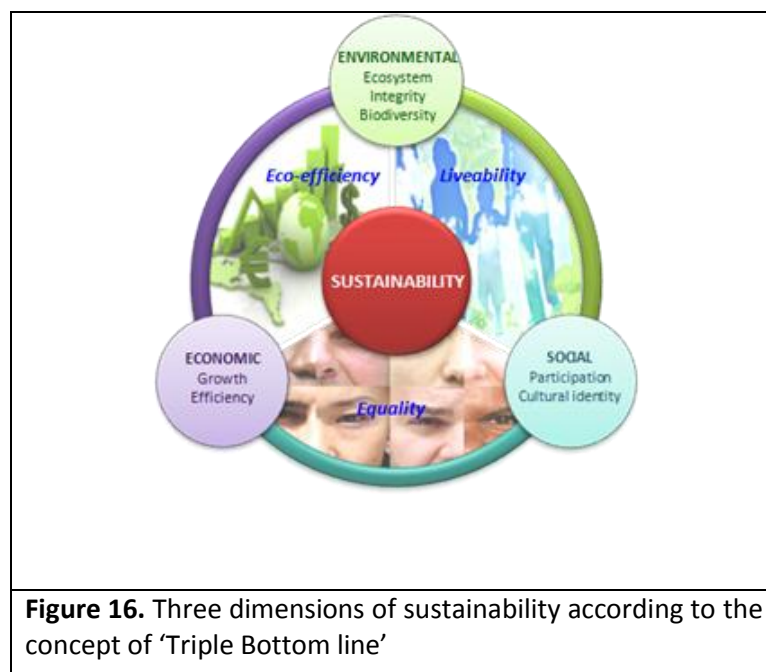 ENVIRONMENTAL
Ecosystem
Integrity
Biodiversity
Eco-efficiency
Liveability
SUSTAINABILITY
ECONOMIC
Growth
Efficiency
SOCIAL
Participation
Cultural identity
Equality
Figure 16. Three dimensions of sustainability according to the
concept of ‘Triple Bottom line’